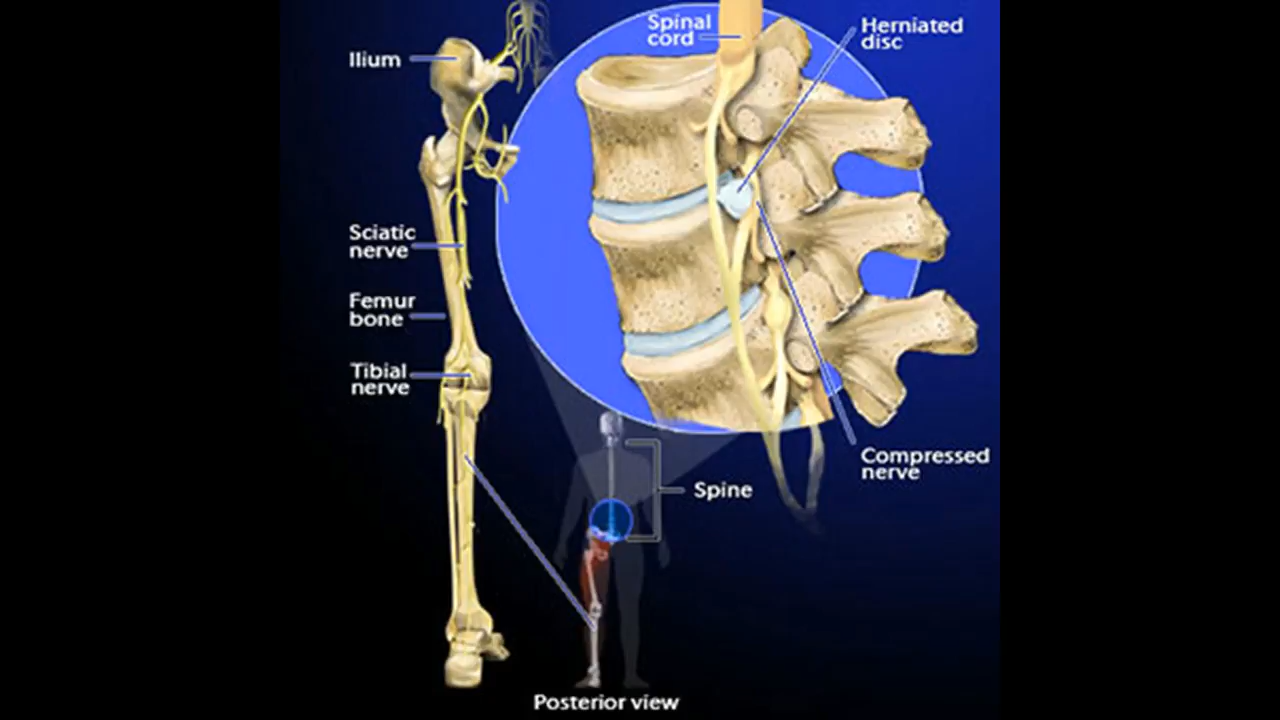 Spinal
cord
Herniated
disc
Ilium
Sciatic
nerve
Femur
bone
Tibial
nerve
Compressed
nerve
Spine
Posterior view